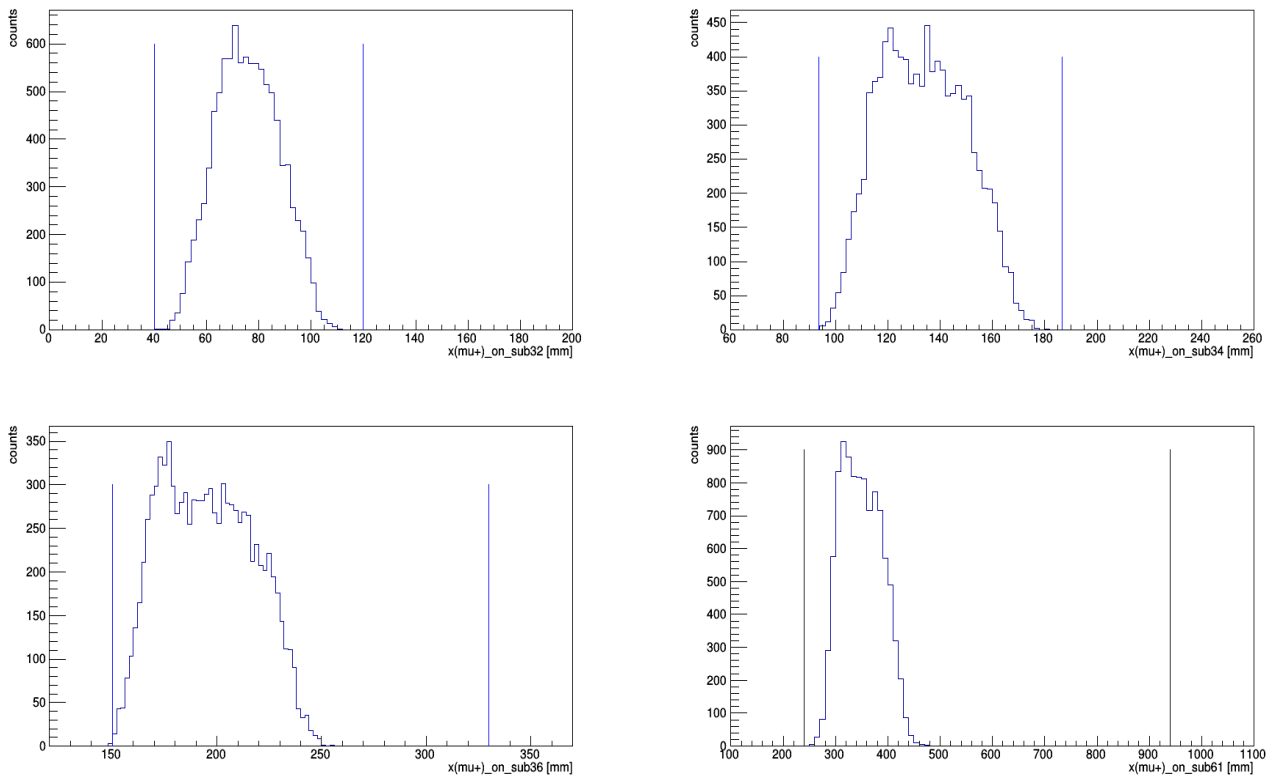 counts
600
500
400
300
200
100
0
0 20 40 60 80 100 120 140 160 180 200
x(mu+)_on_sub32 [mm]
counts
450
400
350
300
250
200
150
100
50
0
60 80 100 120 140 160 180 200 220 240 260
x(mu+)_on_sub34 [mm]
counts
350
300
250
200
150
100
50
0
150 200 250 300 350
x(mu+)_on_sub36 [mm]
counts
900
800
700
600
500
400
300
200
100
0
100 200 300 400 500 600 700 800 900 1000 1100
x(mu+)_on_sub61 [mm]